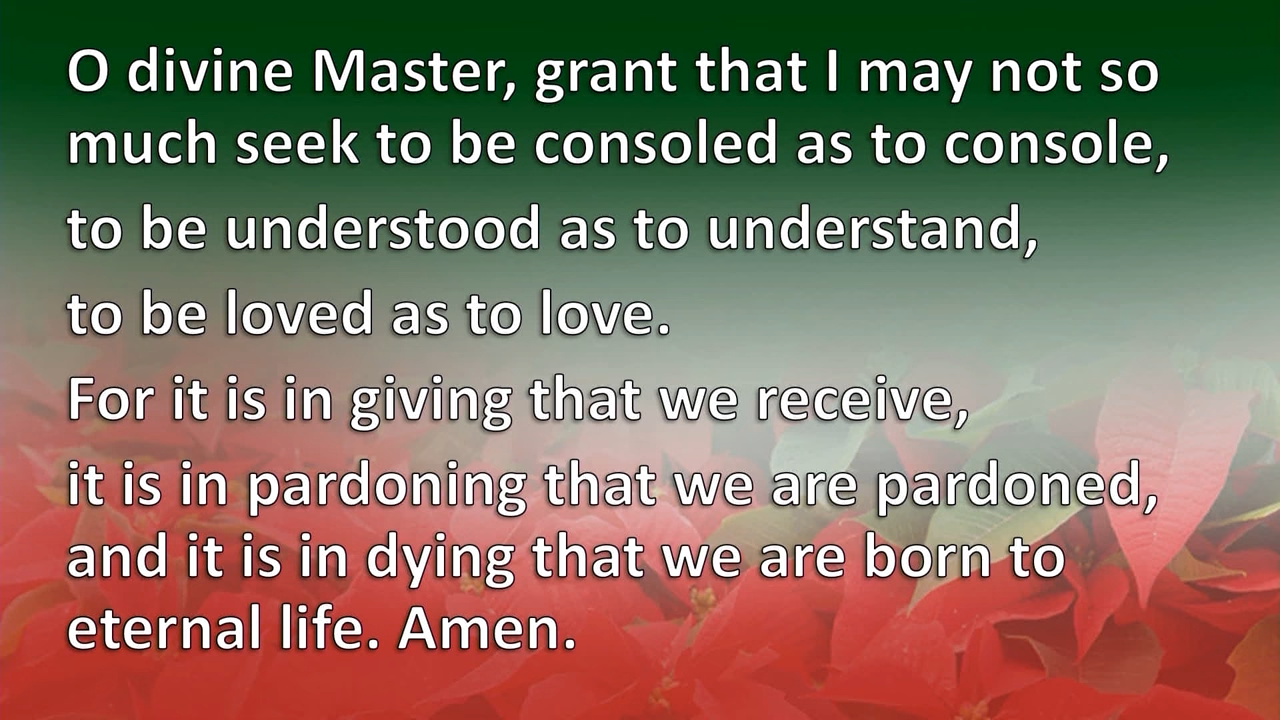 O divine Master, grant that I may not so
much seek to be consoled as to console,
to be understood as to understand,
to be loved as to love.
For it is in giving that we receive,
it is in pardoning that we are pardoned,
and it is in dying that we are born to
eternal life. Amen.